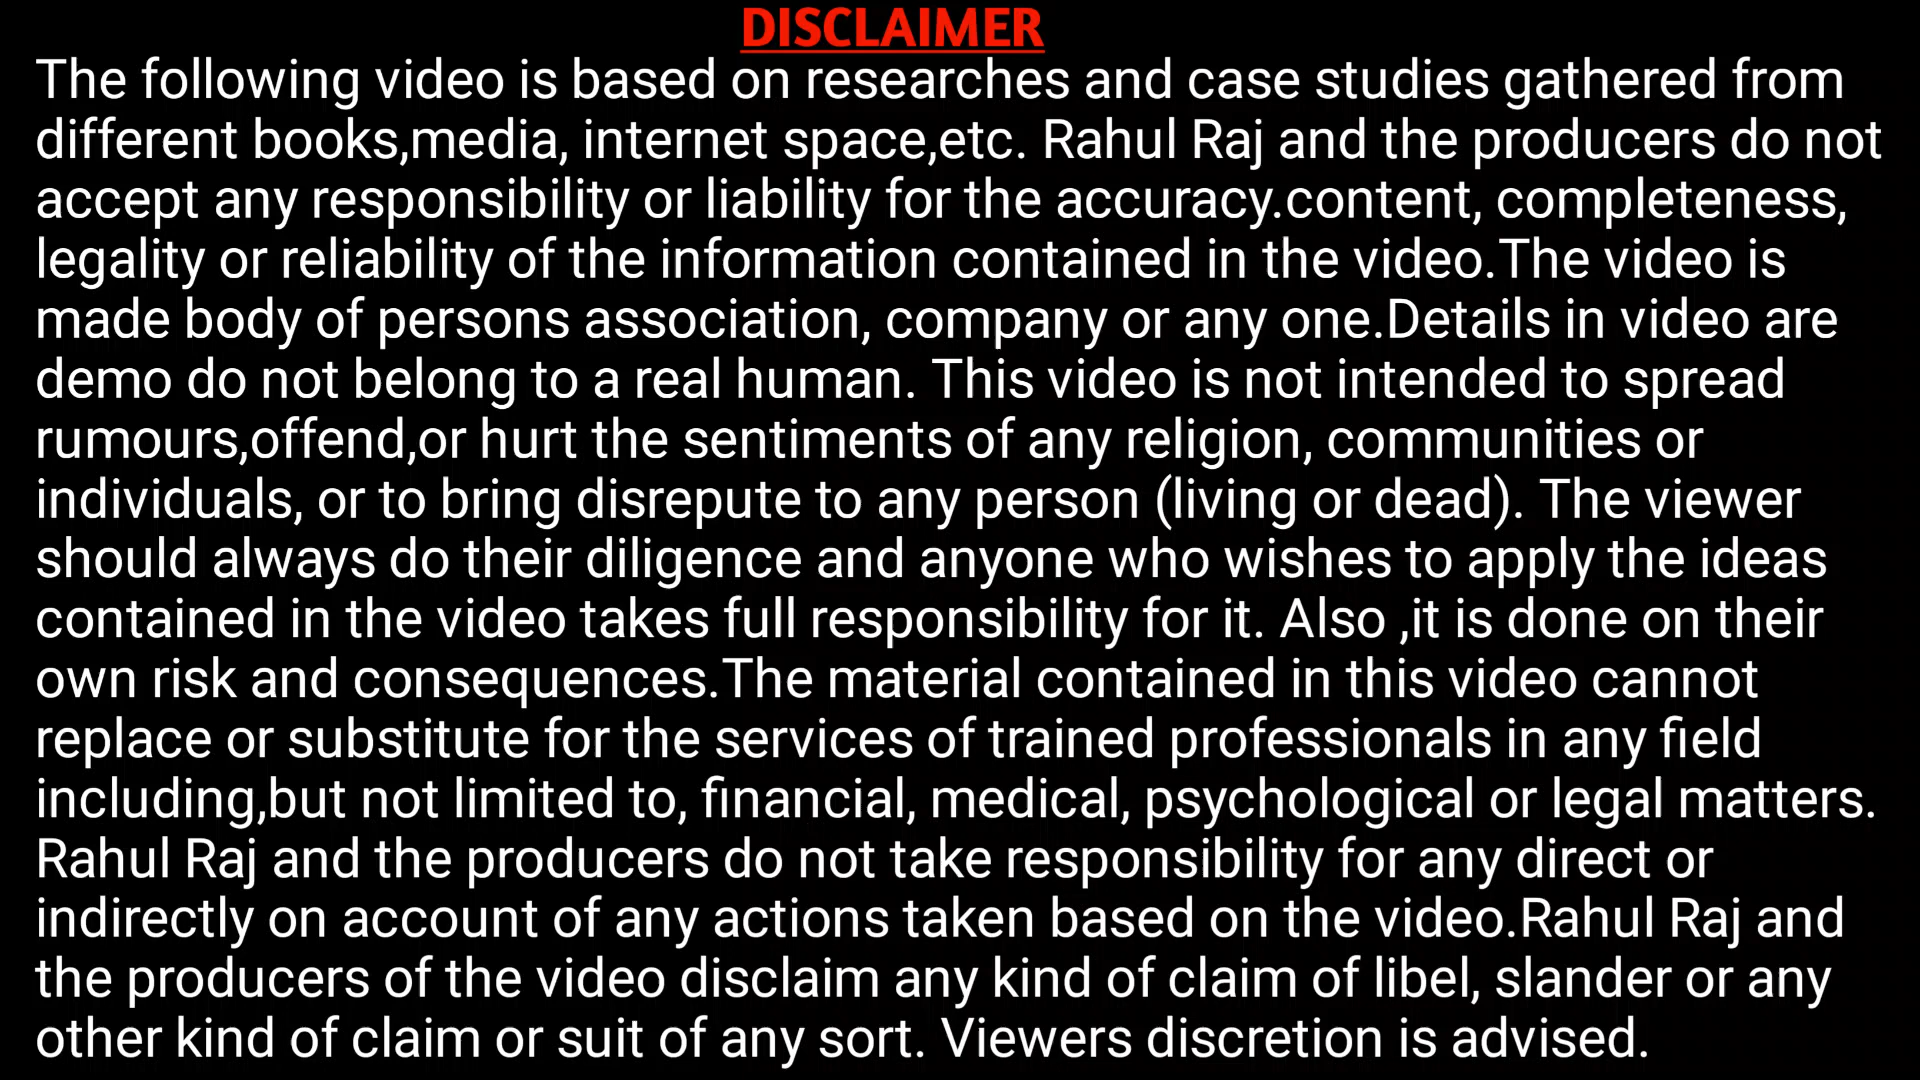 DISCLAIMER
The following video is based on researches and case studies gathered from
different books,media, internet space,etc. Rahul Raj and the producers do not
accept any responsibility or liability for the accuracy.content, completeness,
legality or reliability of the information contained in the video.The video is
made body of persons association, company or any one.Details in video are
demo do not belong to a real human. This video is not intended to spread
rumours,offend,or hurt the sentiments of any religion, communities or
individuals, or to bring disrepute to any person (living or dead). The viewer
should always do their diligence and anyone who wishes to apply the ideas
contained in the video takes full responsibility for it. Also ,it is done on their
own risk and consequences.The material contained in this video cannot
replace or substitute for the services of trained professionals in any field
including,but not limited to, financial, medical, psychological or legal matters.
Rahul Raj and the producers do not take responsibility for any direct or
indirectly on account of any actions taken based on the video.Rahul Raj and
the producers of the video disclaim any kind of claim of libel, slander or any
other kind of claim or suit of any sort. Viewers discretion is advised.